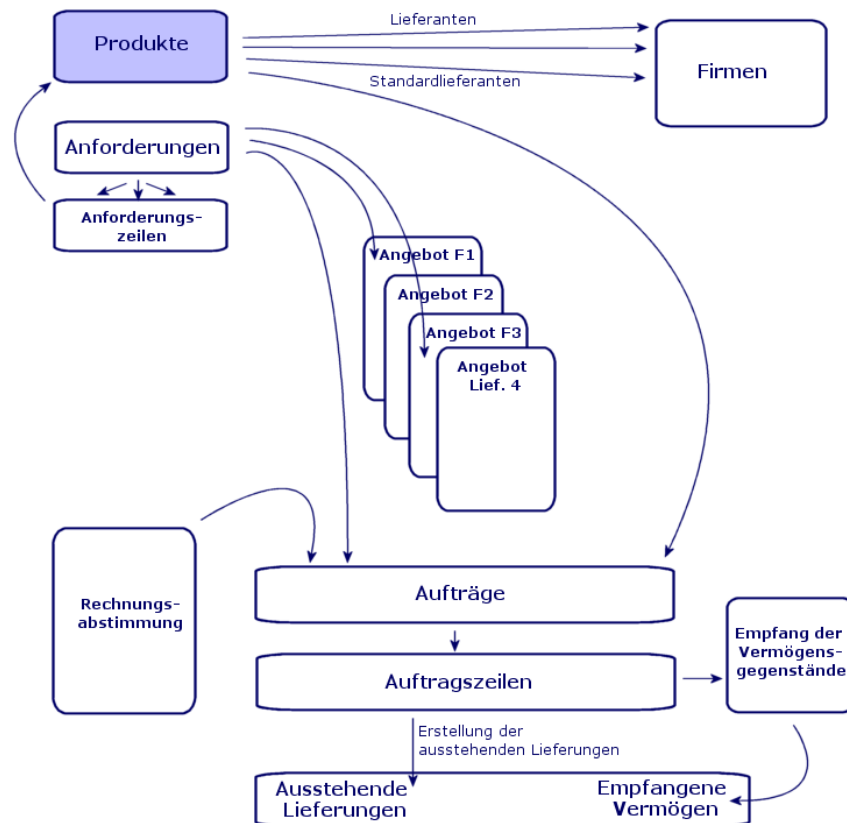 Lieferanten
Produkte
Firmen
Standardlieferanten
Anforderungen
Anforderungs-
zeilen
Angebot F1
Angebot F2
Angebot F3
Angebot
Lief. 4
Rechnungs-
abstimmung
Aufträge
Empfang der
Vermögens-
gegenstände
Auftragszeilen
Erstellung der
ausstehenden Lieferungen
Ausstehende
Lieferungen
Empfangene
Vermögen